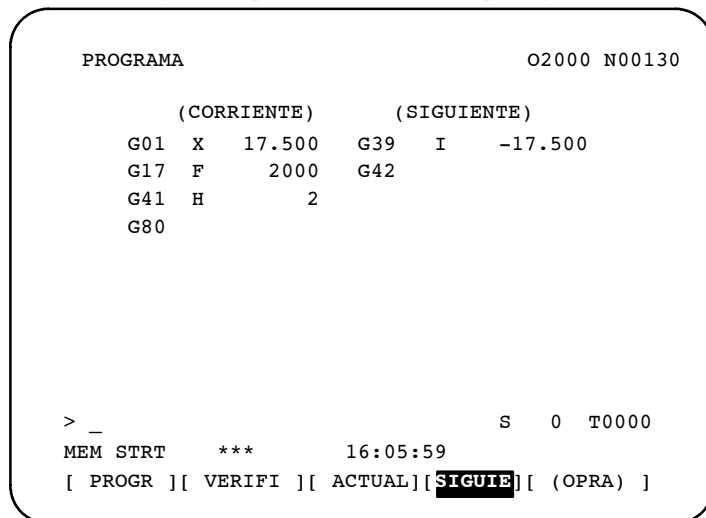 PROGRAMA O2000 N00130
(CORRIENTE) (SIGUIENTE)
G01 X 17.500 G39 I -17.500
G17 F 2000 G42
G41 H 2
G80
> _ S 0 T0000
MEM STRT *** 16:05:59
[ PROGR ][ VERIFI ][ ACTUAL][SIGUIE][ (OPRA) ]